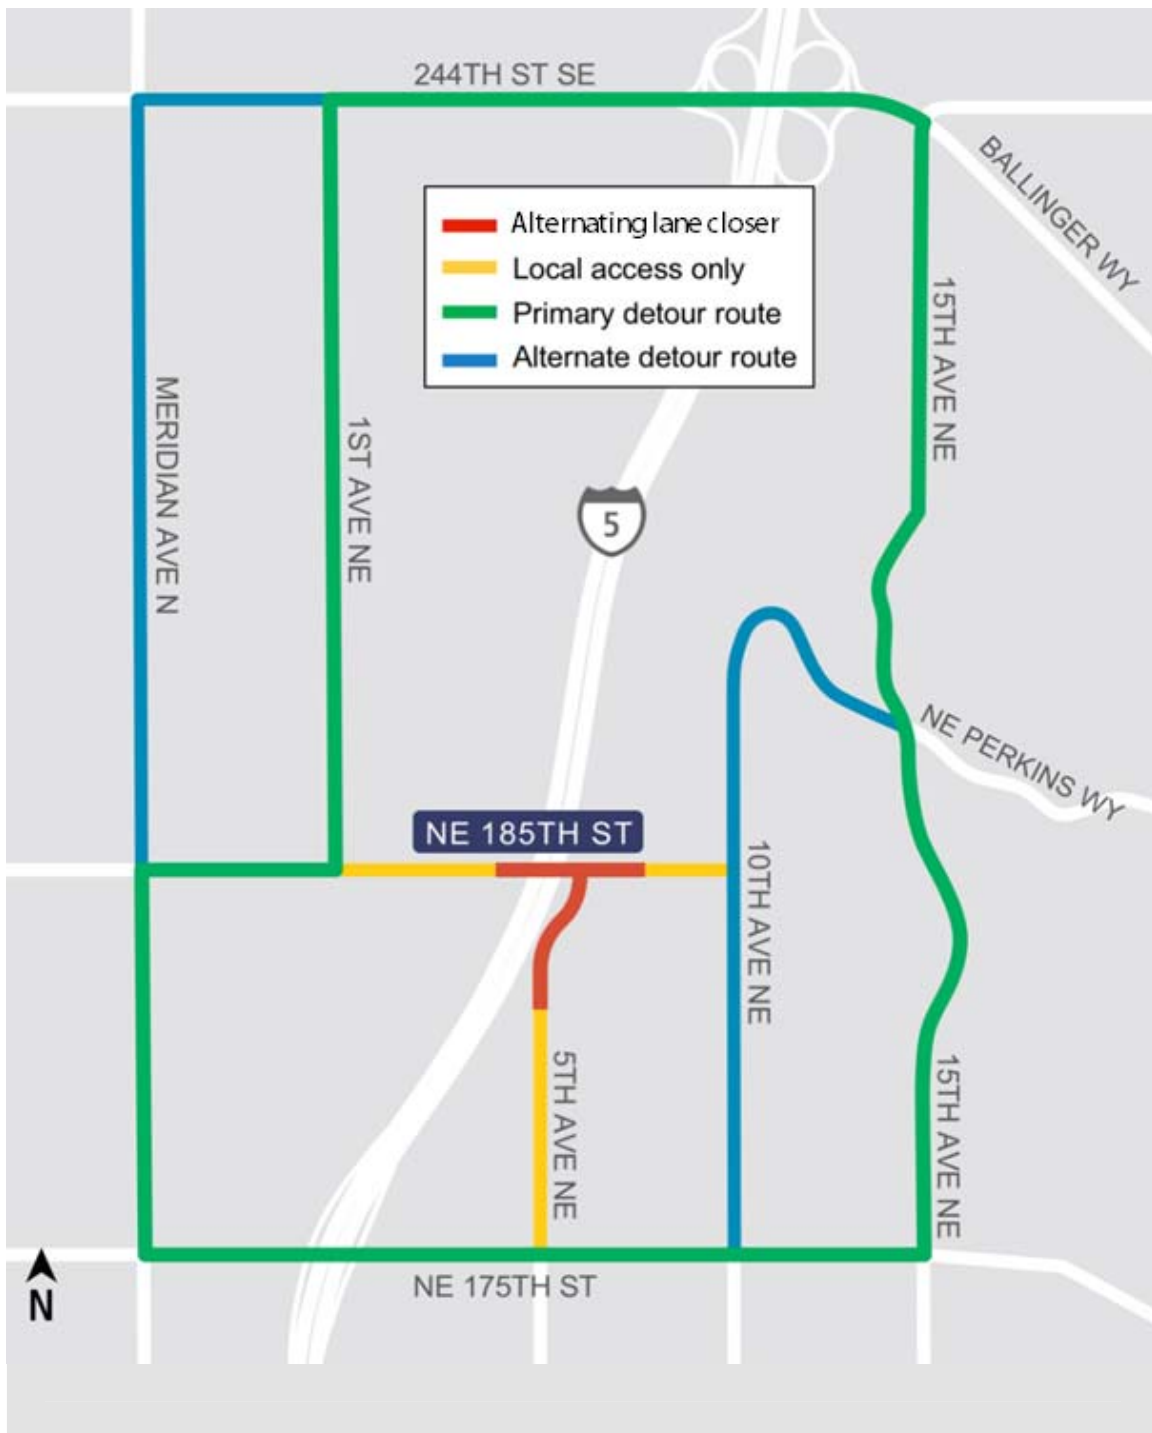 244TH ST SE
BALLINGER WY
Alternating lane closer
Local access only
Primary detour route
Alternate detour route
15TH AVE NE
MERIDIAN AVE N
1ST AVE NE
5
NE PERKINS WY
NE 185TH ST
10TH AVE NE
5TH AVE NE
15TH AVE NE
NE 175TH ST
N